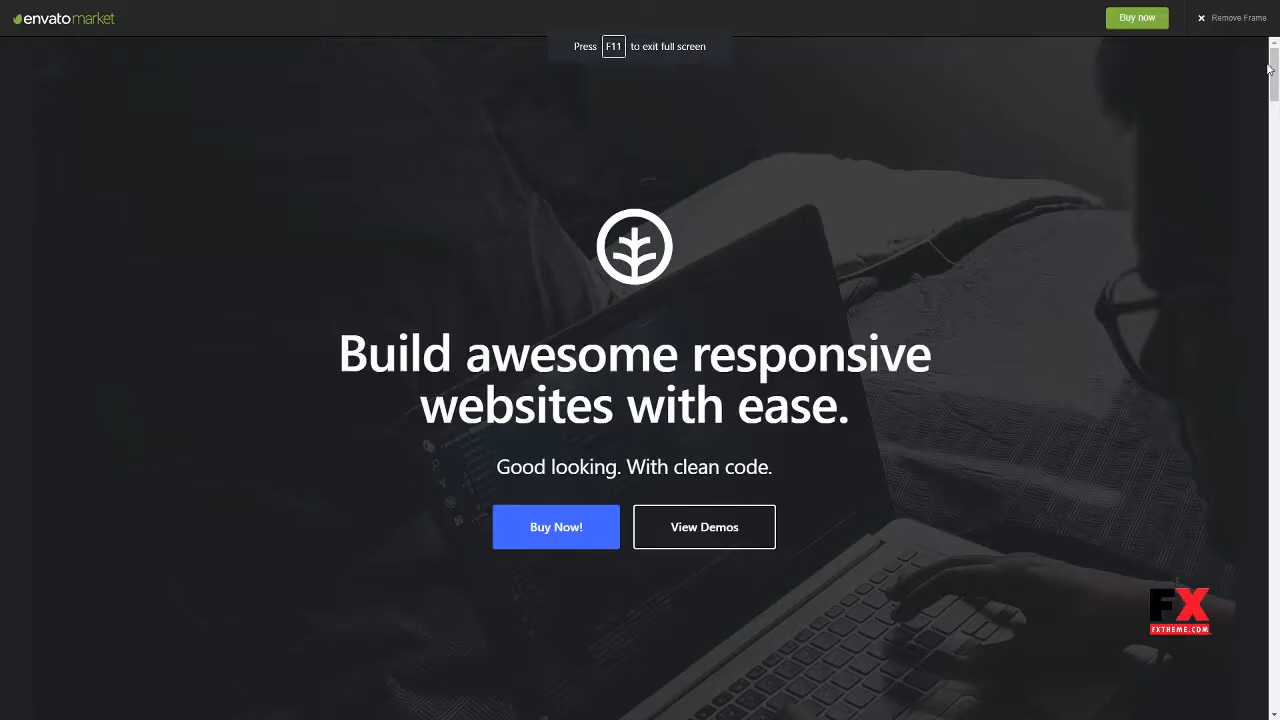 envato market
Buy now
Remove Frame
Press F11 to exit full screen
Build awesome responsive
websites with ease.
Good looking. With clean code.
Buy Now!
View Demos
FX
FXTHEME.COM